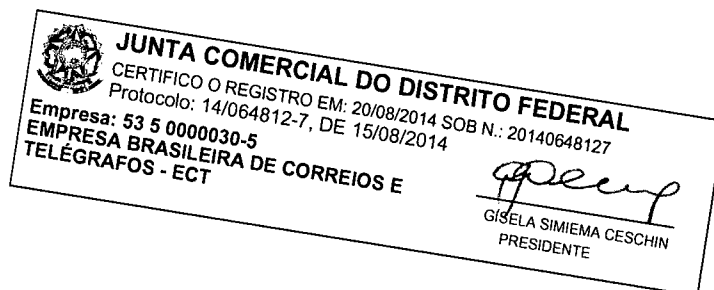 JUNTA COMERCIAL DO DISTRITO FEDERAL
CERTIFICO O REGISTRO EM: 20/08/2014 SOB N.: 20140648127
Protocolo: 14/064812-7, DE 15/08/2014
Empresa: 53 5 0000030-5
EMPRESA BRASILEIRA DE CORREIOS E
TELÉGRAFOS - ECT
GISELA SIMIEMA CESCHIN
PRESIDENTE